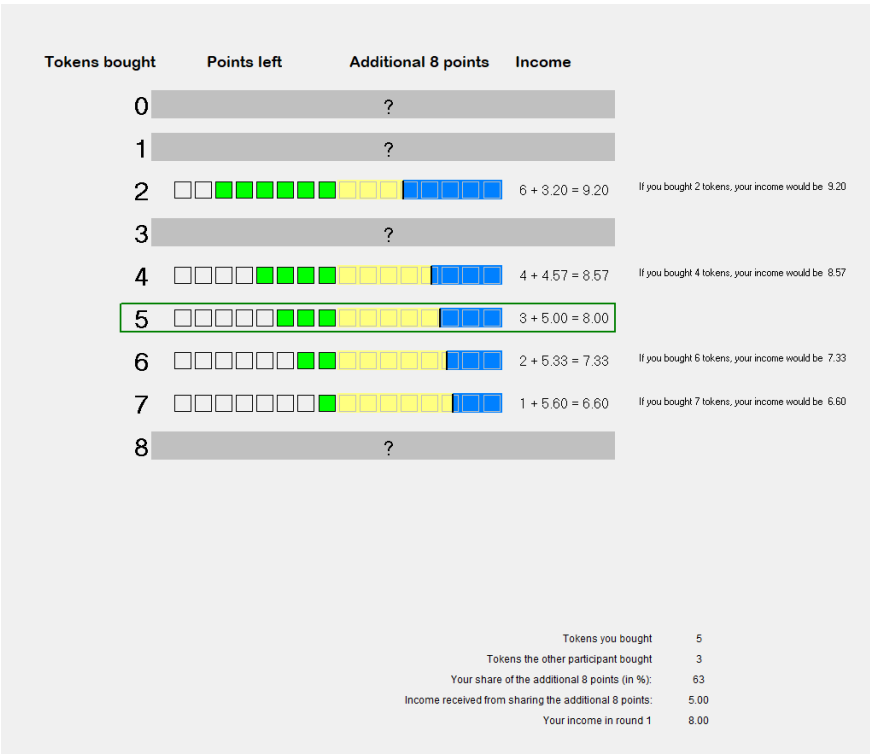 Tokens bought Points left Additional 8 points Income
0 ?
1 ?
2 6 + 3.20 = 9.20 If you bought 2 tokens, your income would be 9.20
3 ?
4 4 + 4.57 = 8.57 If you bought 4 tokens, your income would be 8.57
5 3 + 5.00 = 8.00
6 2 + 5.33 = 7.33 If you bought 6 tokens, your income would be 7.33
7 1 + 5.60 = 6.60 If you bought 7 tokens, your income would be 6.60
8 ?
Tokens you bought 5
Tokens the other participant bought 3
Your share of the additional 8 points (in %): 63
Income received from sharing the additional 8 points: 5.00
Your income in round 1 8.00